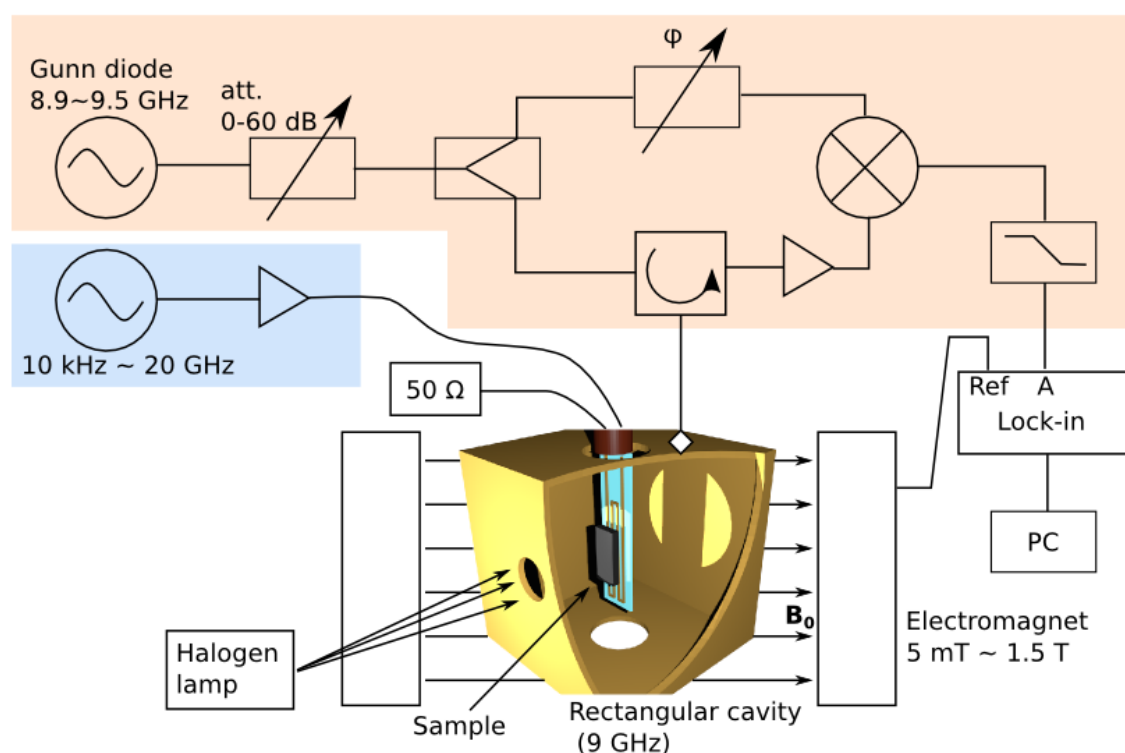 Gunn diode
8.9~9.5 GHz
att.
0-60 dB
φ
10 kHz ~ 20 GHz
50 Ω
Ref A
Lock-in
PC
B₀
Electromagnet
5 mT ~ 1.5 T
Halogen
lamp
Sample
Rectangular cavity
(9 GHz)